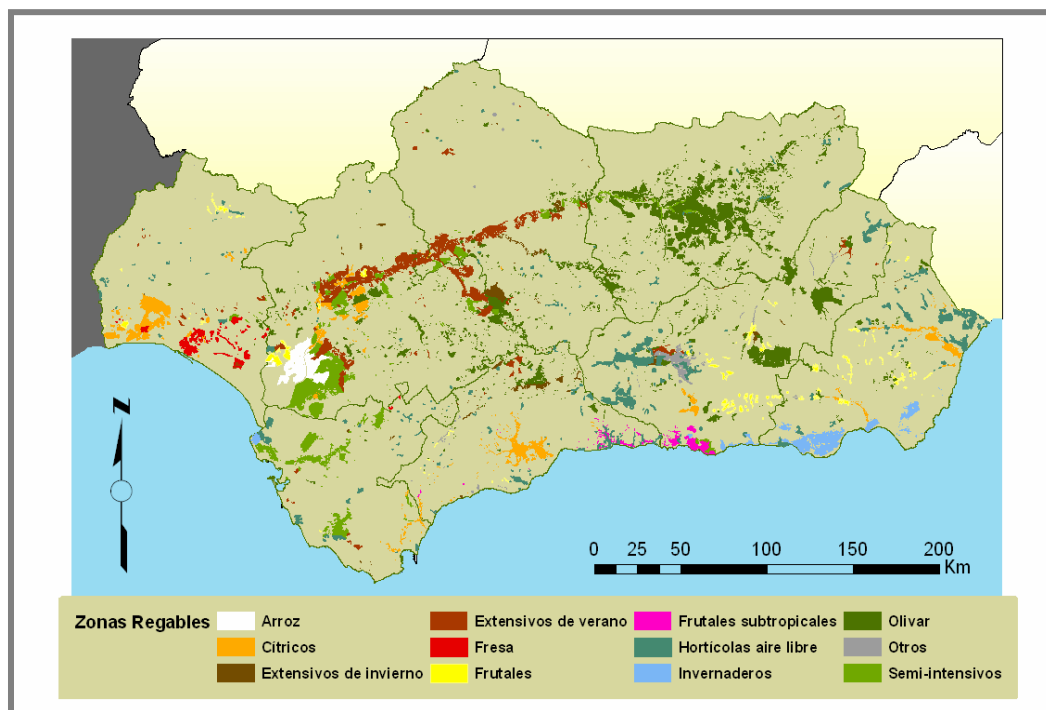 N
0 25 50 100 150 200
Km
Zonas Regables
Arroz
Cítricos
Extensivos de invierno
Extensivos de verano
Fresa
Frutales
Frutales subtropicales
Hortícolas aire libre
Invernaderos
Olivar
Otros
Semi-intensivos